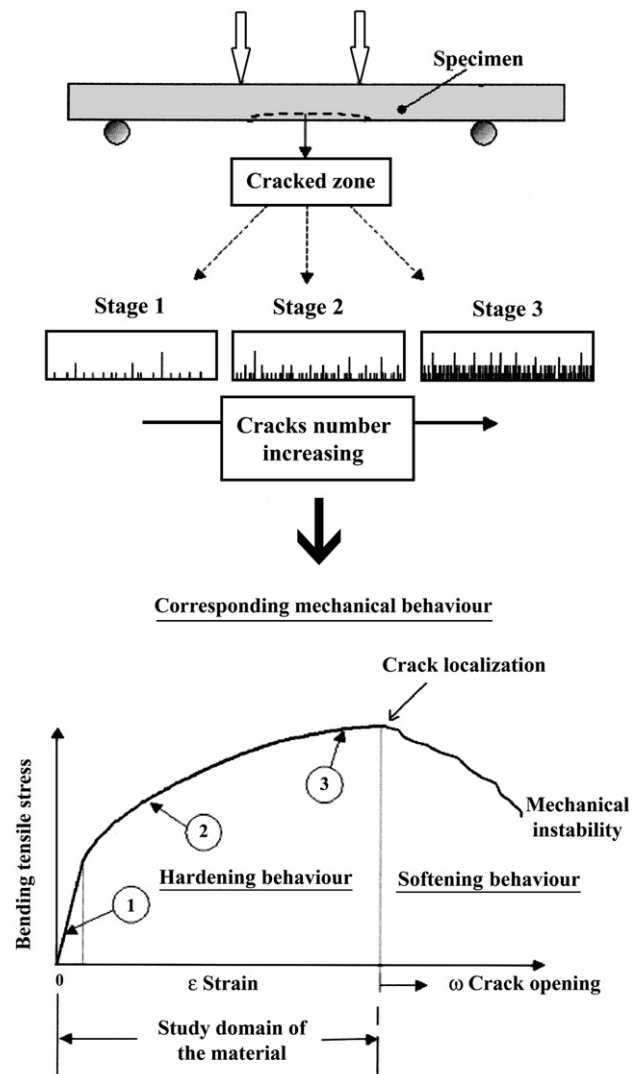 Specimen
Cracked zone
Stage 1
Stage 2
Stage 3
Cracks number
increasing
Corresponding mechanical behaviour
Crack localization
Bending tensile stress
3
2
1
Mechanical
instability
Hardening behaviour
Softening behaviour
0
ε Strain
ω Crack opening
Study domain of
the material